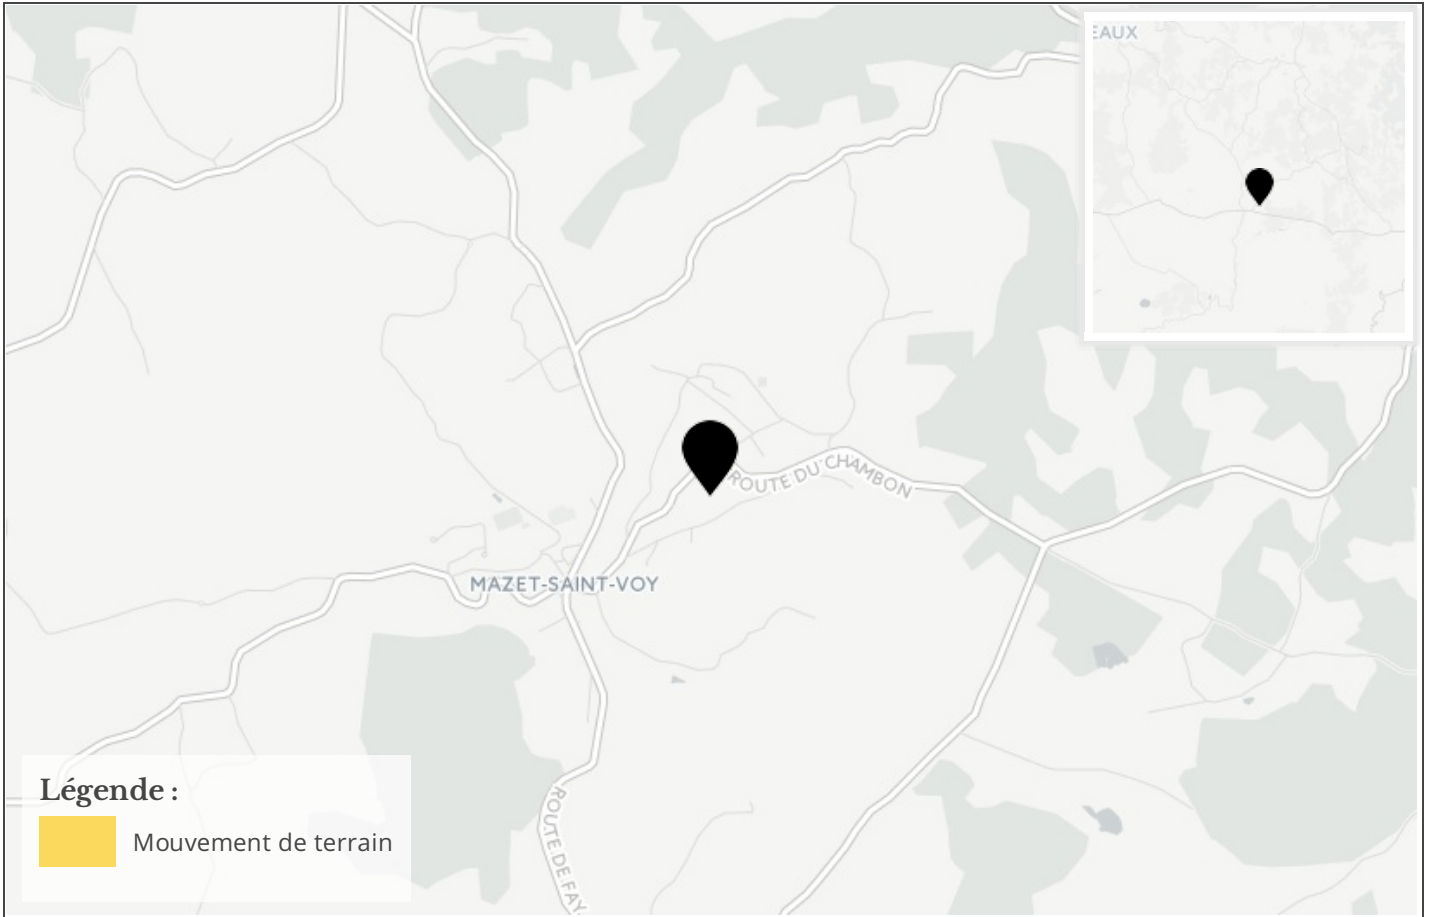 EAUX
ROUTE DU CHAMBON
MAZET-SAINT-VOY
Légende :
Mouvement de terrain
ROUTE DE FAY